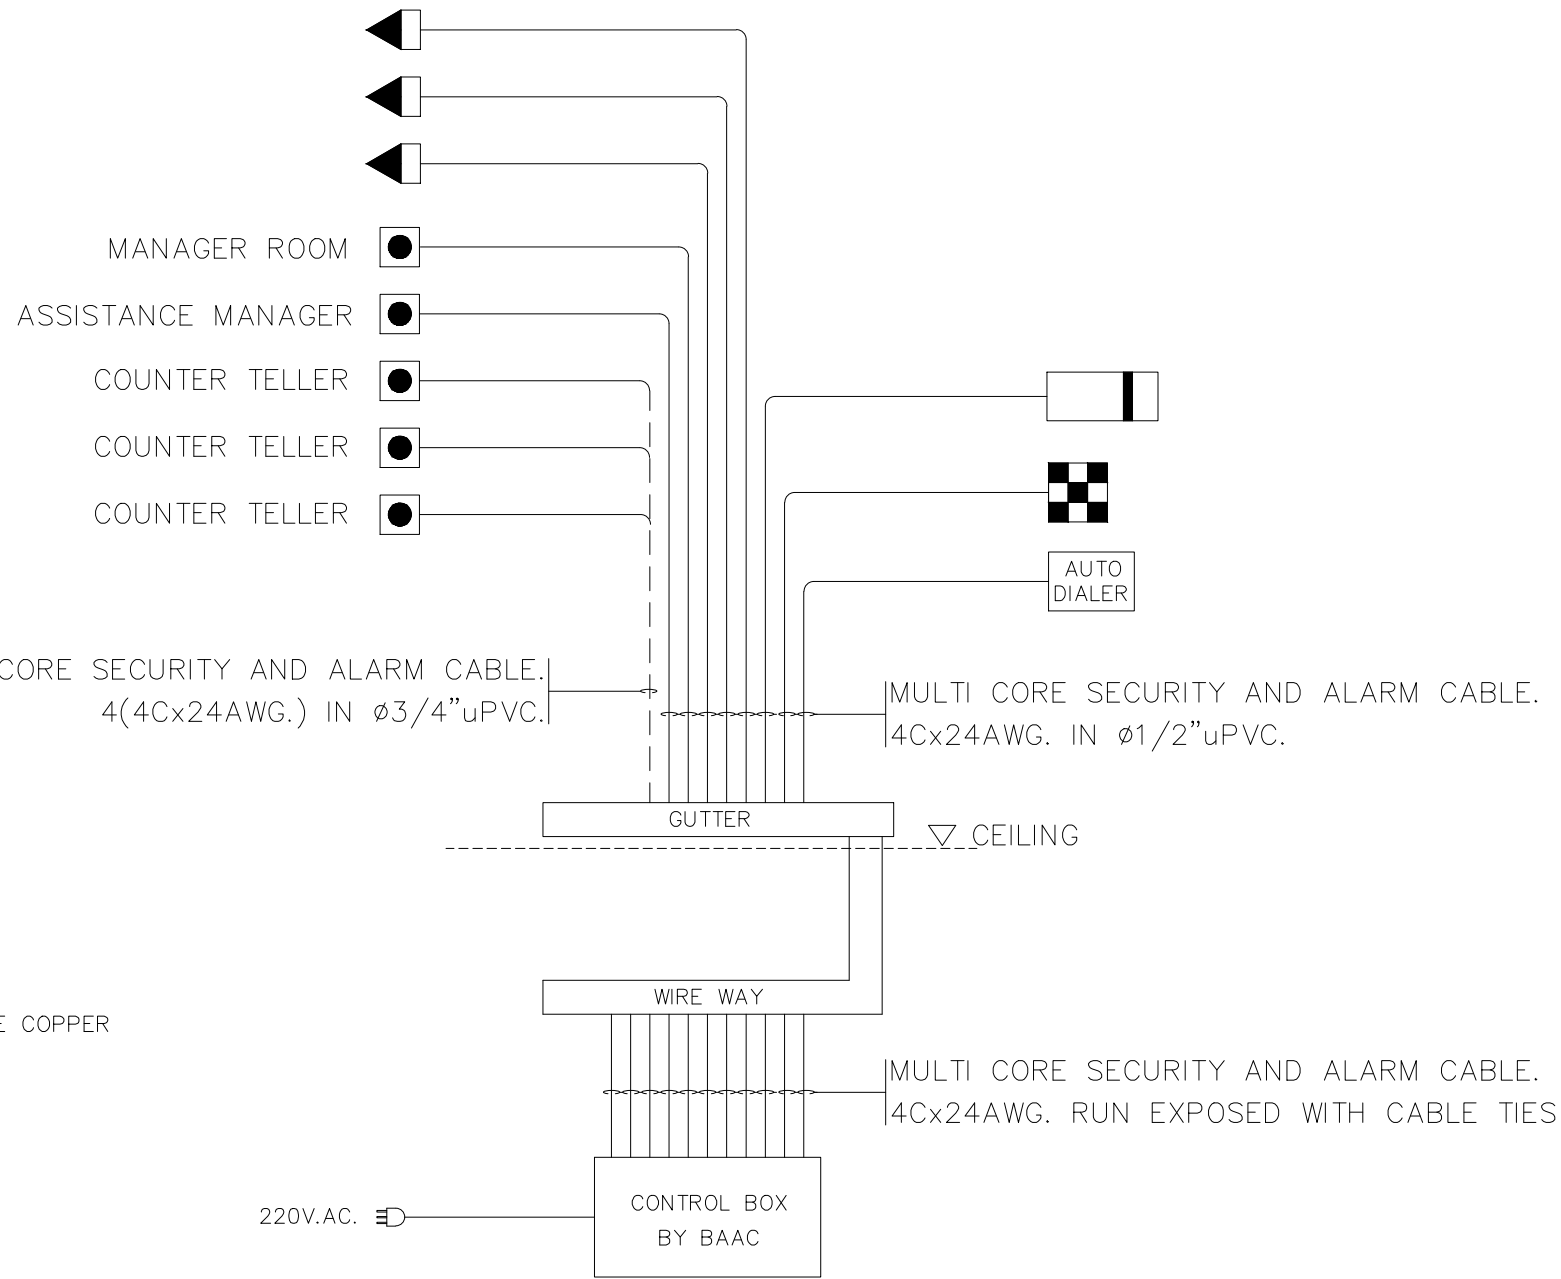 MANAGER ROOM
ASSISTANCE MANAGER
COUNTER TELLER
COUNTER TELLER
COUNTER TELLER
AUTO
DIALER
CORE SECURITY AND ALARM CABLE.
4(4Cx24AWG.) IN ø3/4"uPVC.
MULTI CORE SECURITY AND ALARM CABLE.
4Cx24AWG. IN ø1/2"uPVC.
GUTTER
CEILING
WIRE WAY
COPPER
MULTI CORE SECURITY AND ALARM CABLE.
4Cx24AWG. RUN EXPOSED WITH CABLE TIES
CONTROL BOX
BY BAAC
220V.AC.